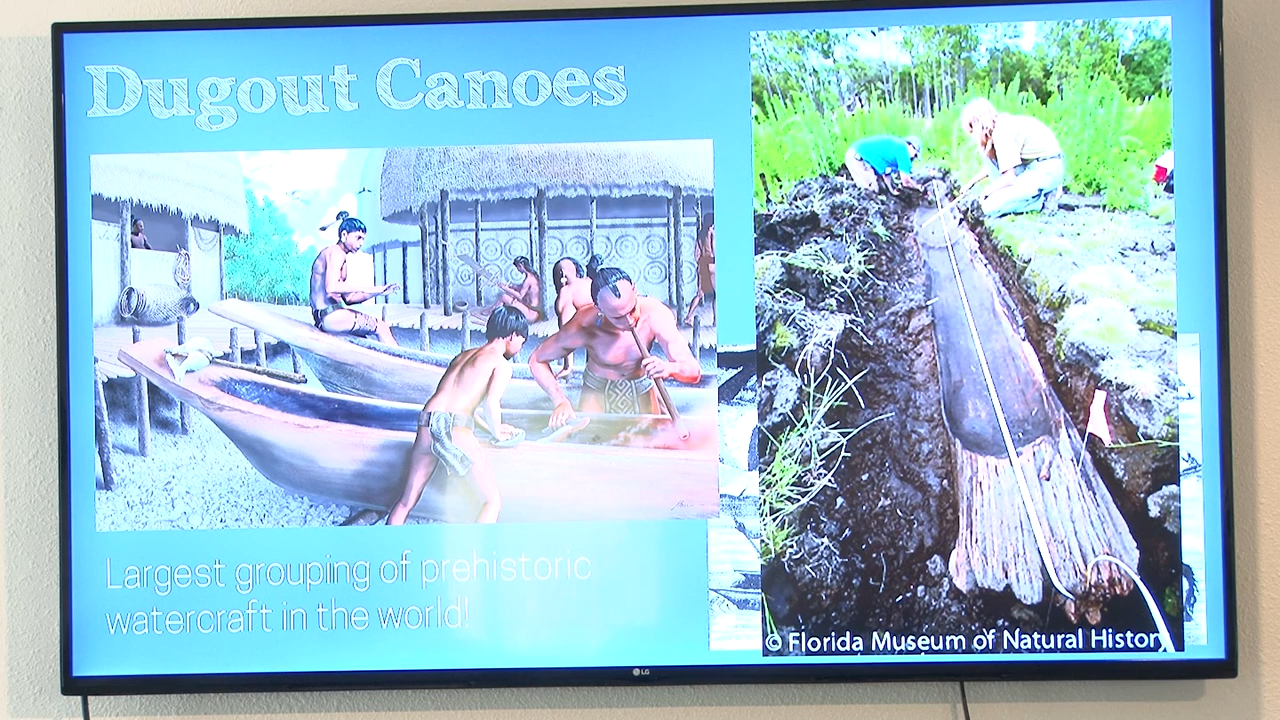 Dugout Canoes
Largest grouping of prehistoric
watercraft in the world!
© Florida Museum of Natural History
LG